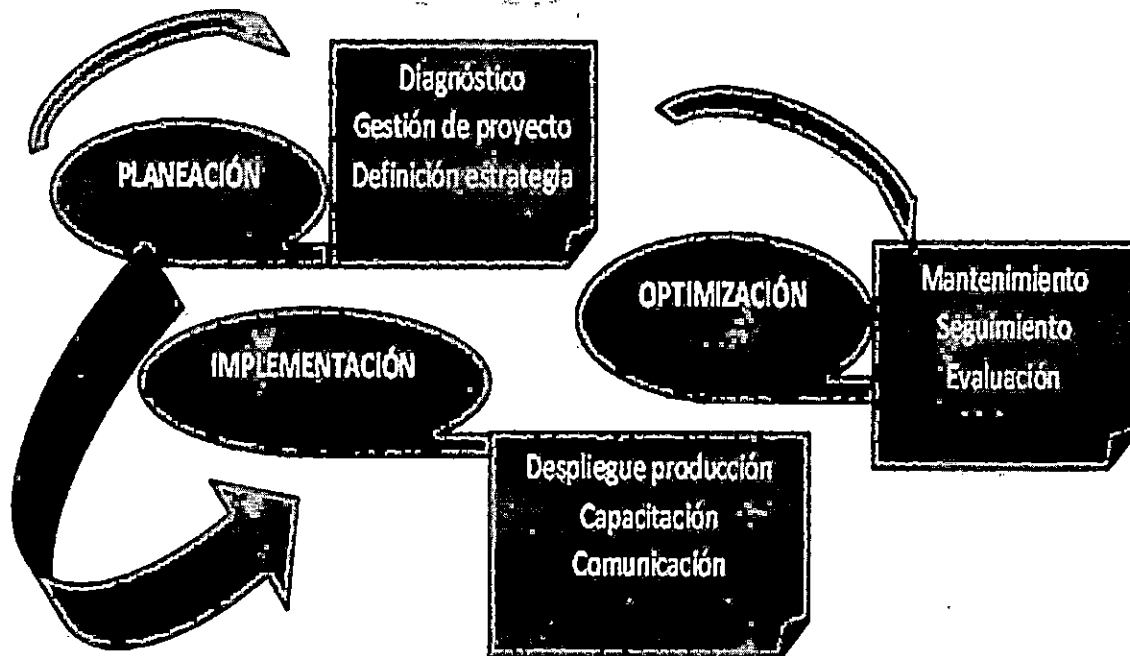 PLANEACIÓN
Diagnóstico
Gestión de proyecto
Definición estrategia
IMPLEMENTACIÓN
Despliegue producción
Capacitación
Comunicación
OPTIMIZACIÓN
Mantenimiento
Seguimiento
Evaluación